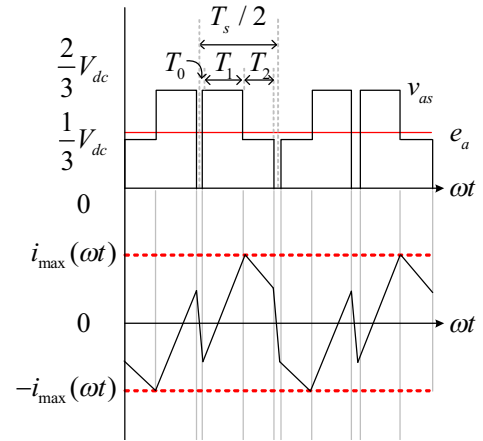 T_s / 2
T_0 T_1 T_2
2/3 V_dc
v_as
1/3 V_dc
e_a
0
ωt
i_max(ωt)
0
ωt
−i_max(ωt)